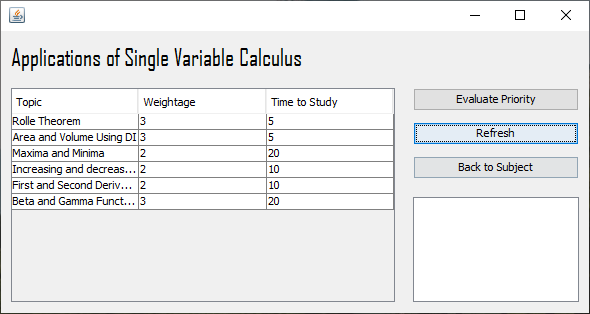 Applications of Single Variable Calculus
Topic Weightage Time to Study
Rolle Theorem 3 5
Area and Volume Using DI 3 5
Maxima and Minima 2 20
Increasing and decreas... 2 10
First and Second Deriv... 2 10
Beta and Gamma Funct... 3 20
Evaluate Priority
Refresh
Back to Subject